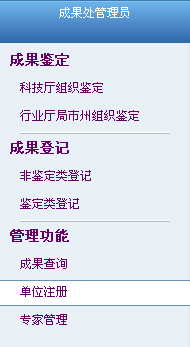 成果处管理员
成果鉴定
科技厅组织鉴定
行业厅局市州组织鉴定
成果登记
非鉴定类登记
鉴定类登记
管理功能
成果查询
单位注册
专家管理